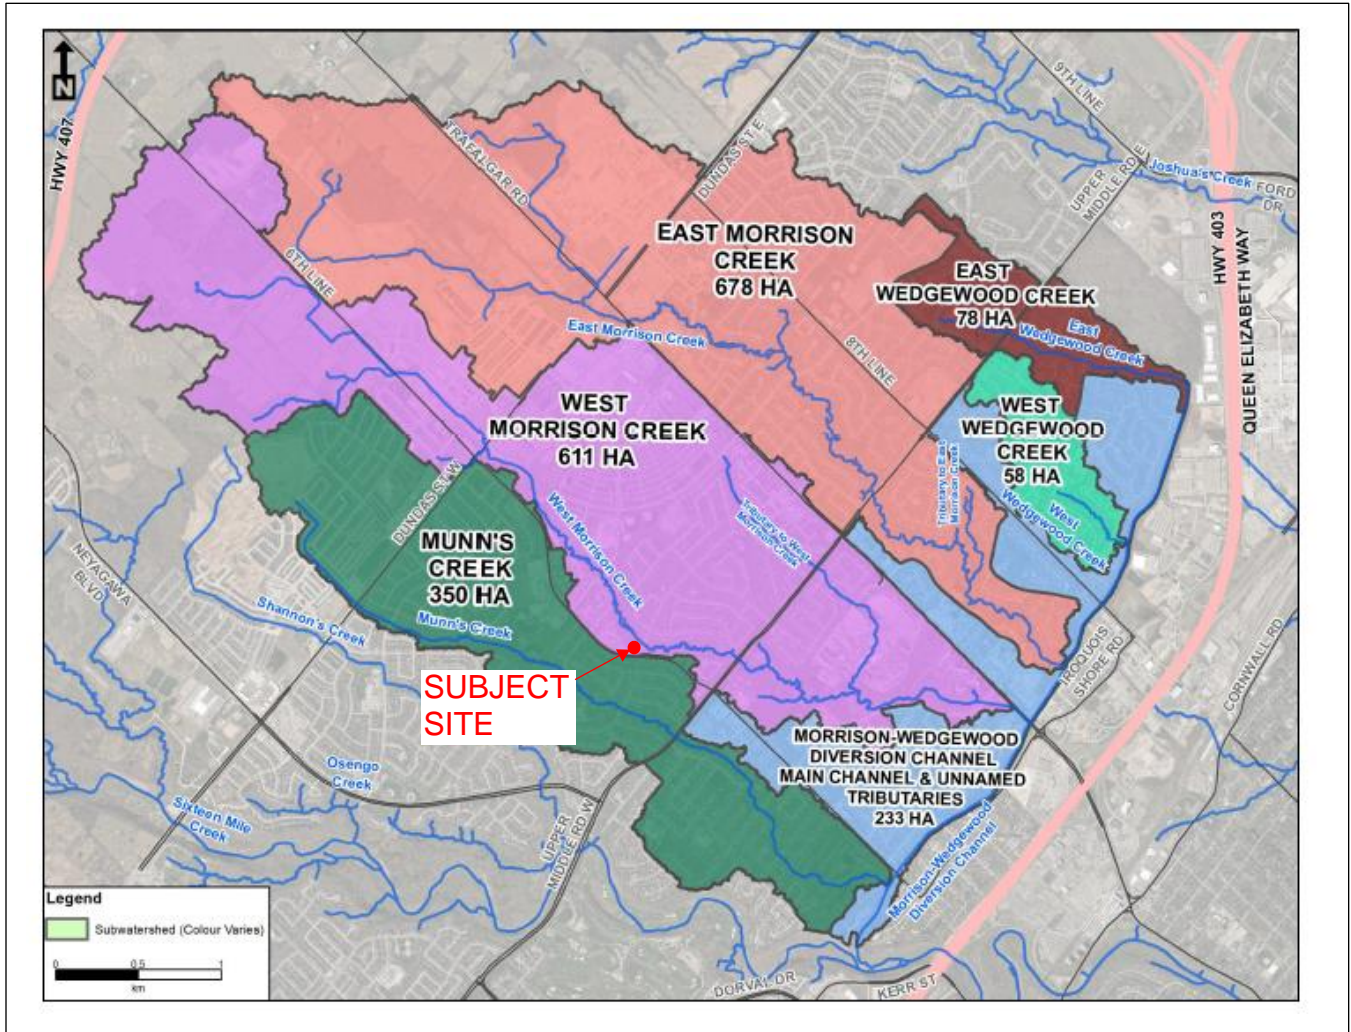 N
HWY 407
TRAFALGAR RD
6TH LINE
DUNDAS ST E
9TH LINE
UPPER
MIDDLE RD E
Joshua's Creek
FORD
DR
HWY 403
QUEEN ELIZABETH WAY
EAST MORRISON
CREEK
678 HA
EAST
WEDGEWOOD CREEK
78 HA
East
Wedgewood Creek
East Morrison Creek
8TH LINE
WEST
MORRISON CREEK
611 HA
WEST
WEDGEWOOD
CREEK
58 HA
West
Wedgewood Creek
Tributary to East
Morrison Creek
Tributary to West
Morrison Creek
West Morrison Creek
DUNDAS ST W
MUNN'S
CREEK
350 HA
Munn's Creek
Shannon's Creek
NEYAGAWA
BLVD
SUBJECT
SITE
IROQUOIS
SHORE RD
CORNWALL RD
MORRISON-WEDGEWOOD
DIVERSION CHANNEL
MAIN CHANNEL & UNNAMED
TRIBUTARIES
233 HA
Osengo
Creek
Sixteen Mile
Creek
UPPER
MIDDLE RD W
Morrison-Wedgewood
Diversion Channel
DORVAL DR
KERR ST
Legend
Subwatershed (Colour Varies)
0 0.5 1
km